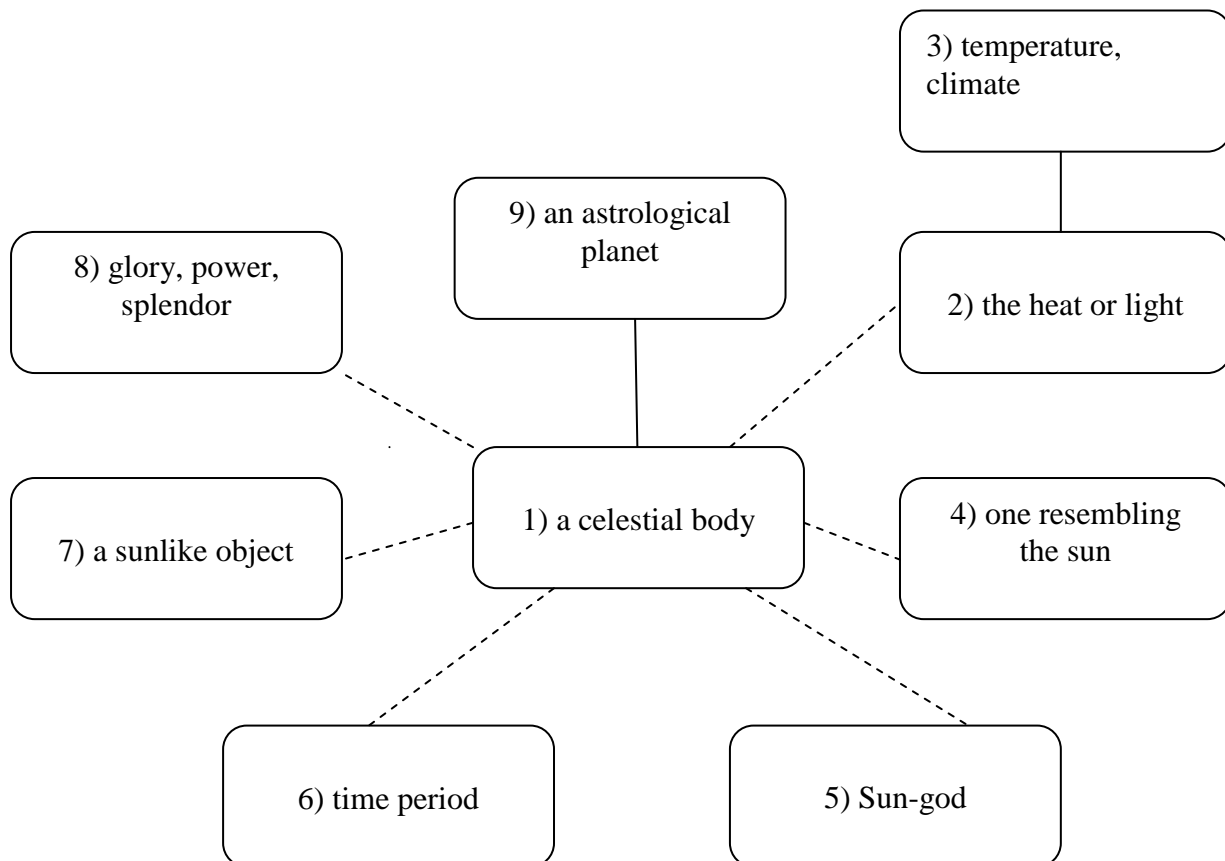 3) temperature,
climate
9) an astrological
planet
8) glory, power,
splendor
2) the heat or light
1) a celestial body
4) one resembling
the sun
7) a sunlike object
6) time period
5) Sun-god